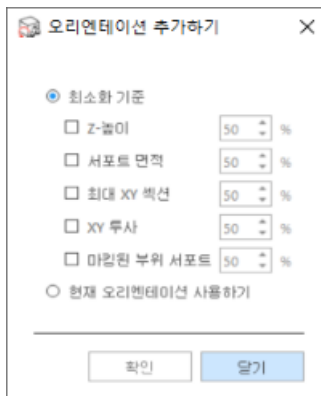 오리엔테이션 추가하기
최소화 기준
Z-높이 50 %
서포트 면적 50 %
최대 XY 섹션 50 %
XY 투사 50 %
마킹된 부위 서포트 50 %
현재 오리엔테이션 사용하기
확인 닫기